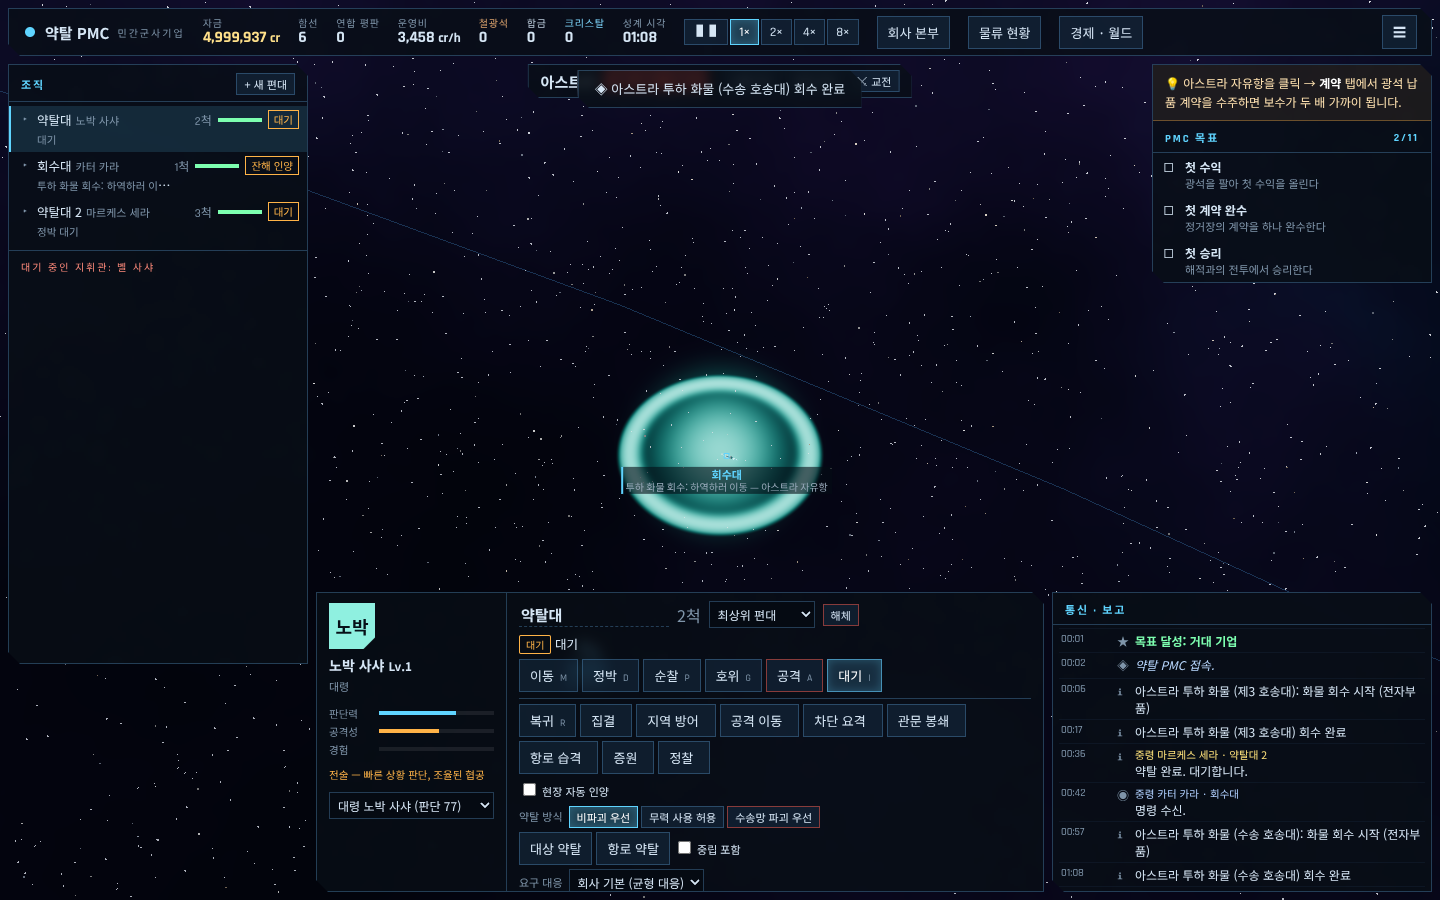 약탈 PMC 민간군사기업
자금 4,999,937 cr
함선 6
연합 평판 0
운영비 3,458 cr/h
철광석 0
합금 0
크리스탈 0
성계 시각 01:08
1× 2× 4× 8×
회사 본부
물류 현황
경제 · 월드
☰
조직
+ 새 편대
약탈대 노박 사샤 2척 대기
대기
회수대 카터 카라 1척 잔해 인양
투하 화물 회수: 하역하러 이…
약탈대 2 마르케스 세라 3척 대기
정박 대기
대기 중인 지휘관: 벨 사샤
아스트
◈ 아스트라 투하 화물 (수송 호송대) 회수 완료
교전
💡 아스트라 자유항을 클릭 → 계약 탭에서 광석 납
품 계약을 수주하면 보수가 두 배 가까이 됩니다.
PMC 목표 2/11
☐ 첫 수익
광석을 팔아 첫 수익을 올린다
☐ 첫 계약 완수
정거장의 계약을 하나 완수한다
☐ 첫 승리
해적과의 전투에서 승리한다
회수대
투하 화물 회수: 하역하러 이동 — 아스트라 자유항
노박
노박 사샤 Lv.1
대령
판단력
공격성
경험
전술 — 빠른 상황 판단, 조율된 협공
대령 노박 사샤 (판단 77)
약탈대 2척 최상위 편대 해체
대기 대기
이동 M 정박 D 순찰 P 호위 G 공격 A 대기 I
복귀 R 집결 지역 방어 공격 이동 차단 요격 관문 봉쇄
항로 습격 증원 정찰
현장 자동 인양
약탈 방식 비파괴 우선 무력 사용 허용 수송망 파괴 우선
대상 약탈 항로 약탈 중립 포함
요구 대응 회사 기본 (균형 대응)
통신 · 보고
00:01 ★ 목표 달성: 거대 기업
00:02 ◈ 약탈 PMC 접속.
00:05 ℹ 아스트라 투하 화물 (제3 호송대): 화물 회수 시작 (전자부
품)
00:17 ℹ 아스트라 투하 화물 (제3 호송대) 회수 완료
00:35 ℹ 중령 마르케스 세라 · 약탈대 2
약탈 완료. 대기합니다.
00:42 ◉ 중령 카터 카라 · 회수대
명령 수신.
00:57 ℹ 아스트라 투하 화물 (수송 호송대): 화물 회수 시작 (전자부
품)
01:08 ℹ 아스트라 투하 화물 (수송 호송대) 회수 완료